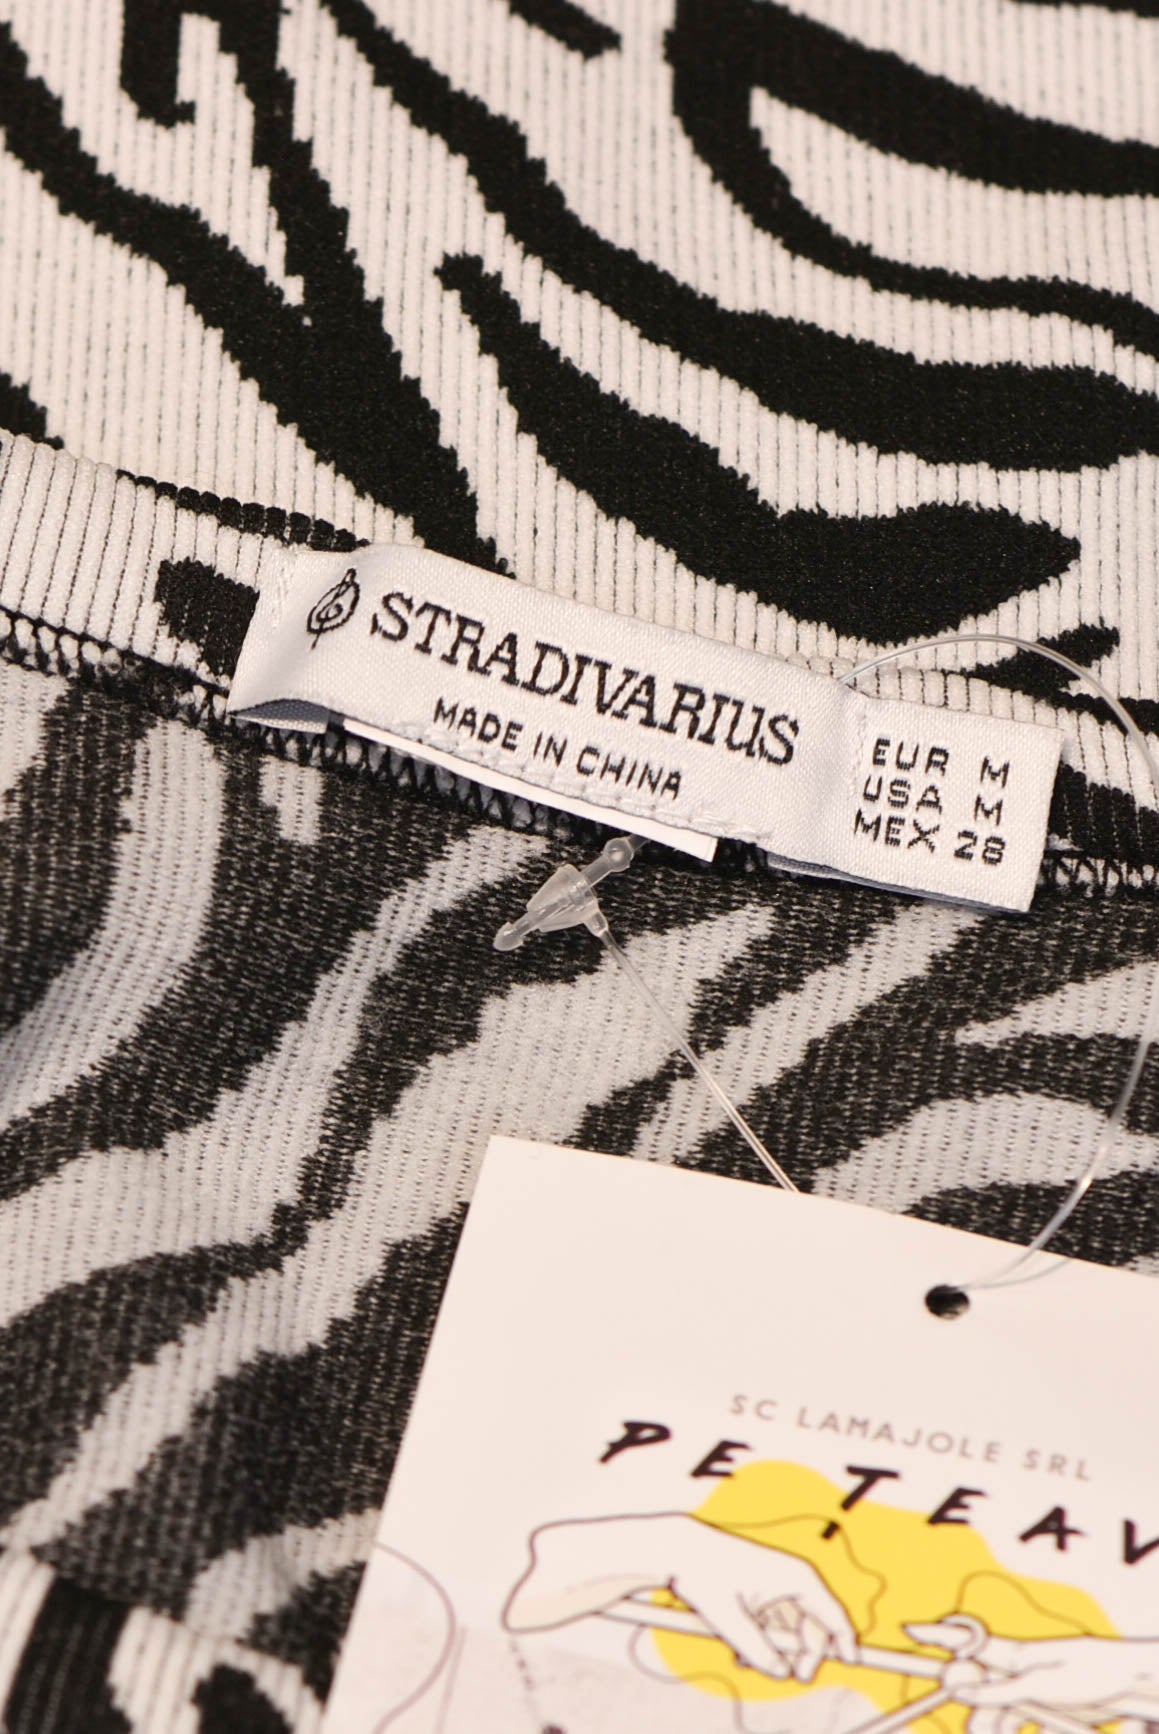 STRADIVARIUS
MADE IN CHINA
EUR M
USA M
MEX 28
SC LAMAJOLE SRL
PE TEAV